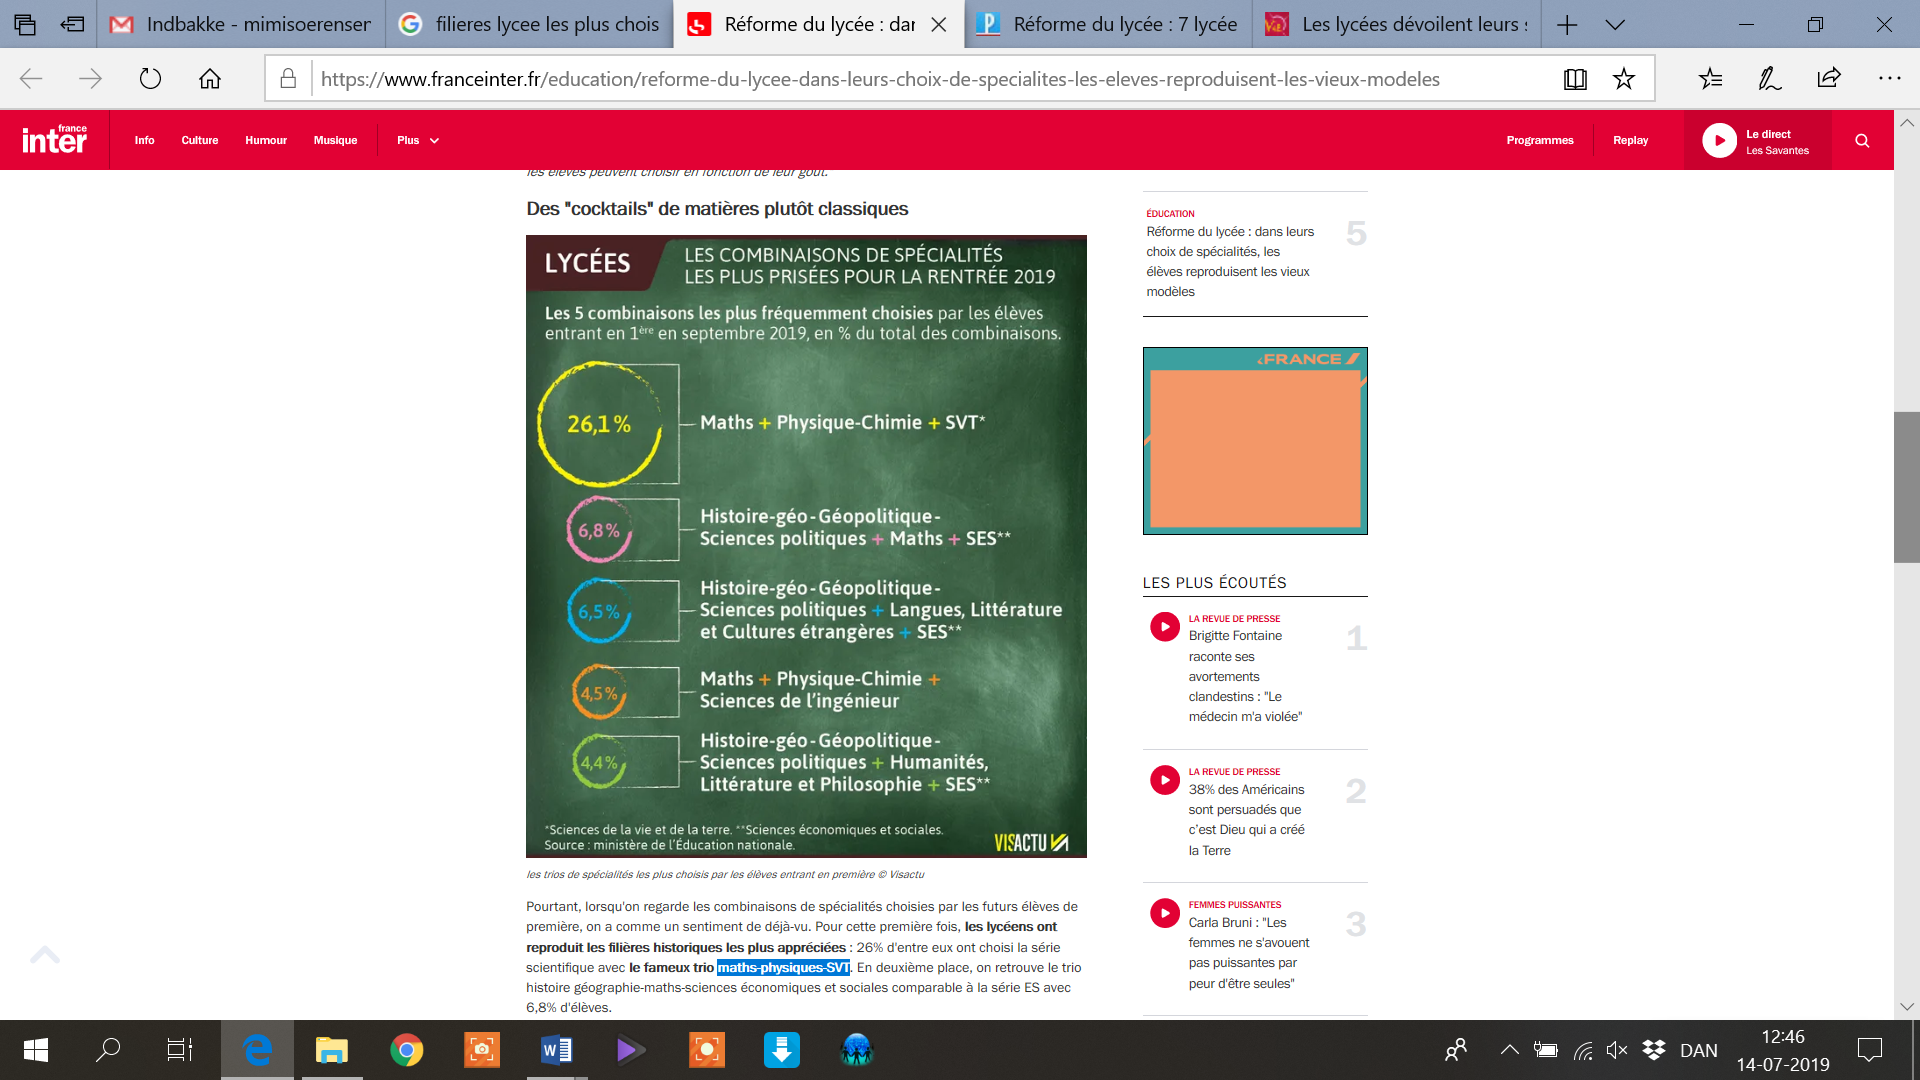 Indbakke - mimisoerensen
filieres lycee les plus chois
Réforme du lycée : dan
Réforme du lycée : 7 lycée
Les lycées dévoilent leurs s
https://www.franceinter.fr/education/reforme-du-lycee-dans-leurs-choix-de-specialites-les-eleves-reproduisent-les-vieux-modeles
france
inter
Info
Culture
Humour
Musique
Plus
Programmes
Replay
Le direct
Les Savantes
les élèves peuvent choisir en fonction de leur goût.
Des "cocktails" de matières plutôt classiques
LYCÉES
LES COMBINAISONS DE SPÉCIALITÉS
LES PLUS PRISÉES POUR LA RENTRÉE 2019
Les 5 combinaisons les plus fréquemment choisies par les élèves
entrant en 1ère en septembre 2019, en % du total des combinaisons.
26,1%
Maths + Physique-Chimie + SVT*
6,8%
Histoire-géo-Géopolitique-
Sciences politiques + Maths + SES**
6,5%
Histoire-géo-Géopolitique-
Sciences politiques + Langues, Littérature
et Cultures étrangères + SES**
4,5%
Maths + Physique-Chimie +
Sciences de l'ingénieur
4,4%
Histoire-géo-Géopolitique-
Sciences politiques + Humanités,
Littérature et Philosophie + SES**
*Sciences de la vie et de la terre. **Sciences économiques et sociales.
Source : ministère de l'Éducation nationale.
VISACTU
les trios de spécialités les plus choisis par les élèves entrant en première © Visactu
Pourtant, lorsqu'on regarde les combinaisons de spécialités choisies par les futurs élèves de
première, on a comme un sentiment de déjà-vu. Pour cette première fois, les lycéens ont
reproduit les filières historiques les plus appréciées : 26% d'entre eux ont choisi la série
scientifique avec le fameux trio maths-physiques-SVT. En deuxième place, on retrouve le trio
histoire géographie-maths-sciences économiques et sociales comparable à la série ES avec
6,8% d'élèves.
ÉDUCATION
Réforme du lycée : dans leurs
choix de spécialités, les
élèves reproduisent les vieux
modèles
5
FRANCE
LES PLUS ÉCOUTÉS
LA REVUE DE PRESSE
Brigitte Fontaine
raconte ses
avortements
clandestins : "Le
médecin m'a violée"
1
LA REVUE DE PRESSE
38% des Américains
sont persuadés que
c'est Dieu qui a créé
la Terre
2
FEMMES PUISSANTES
Carla Bruni : "Les
femmes ne s'avouent
pas puissantes par
peur d'être seules"
3
DAN
12:46
14-07-2019